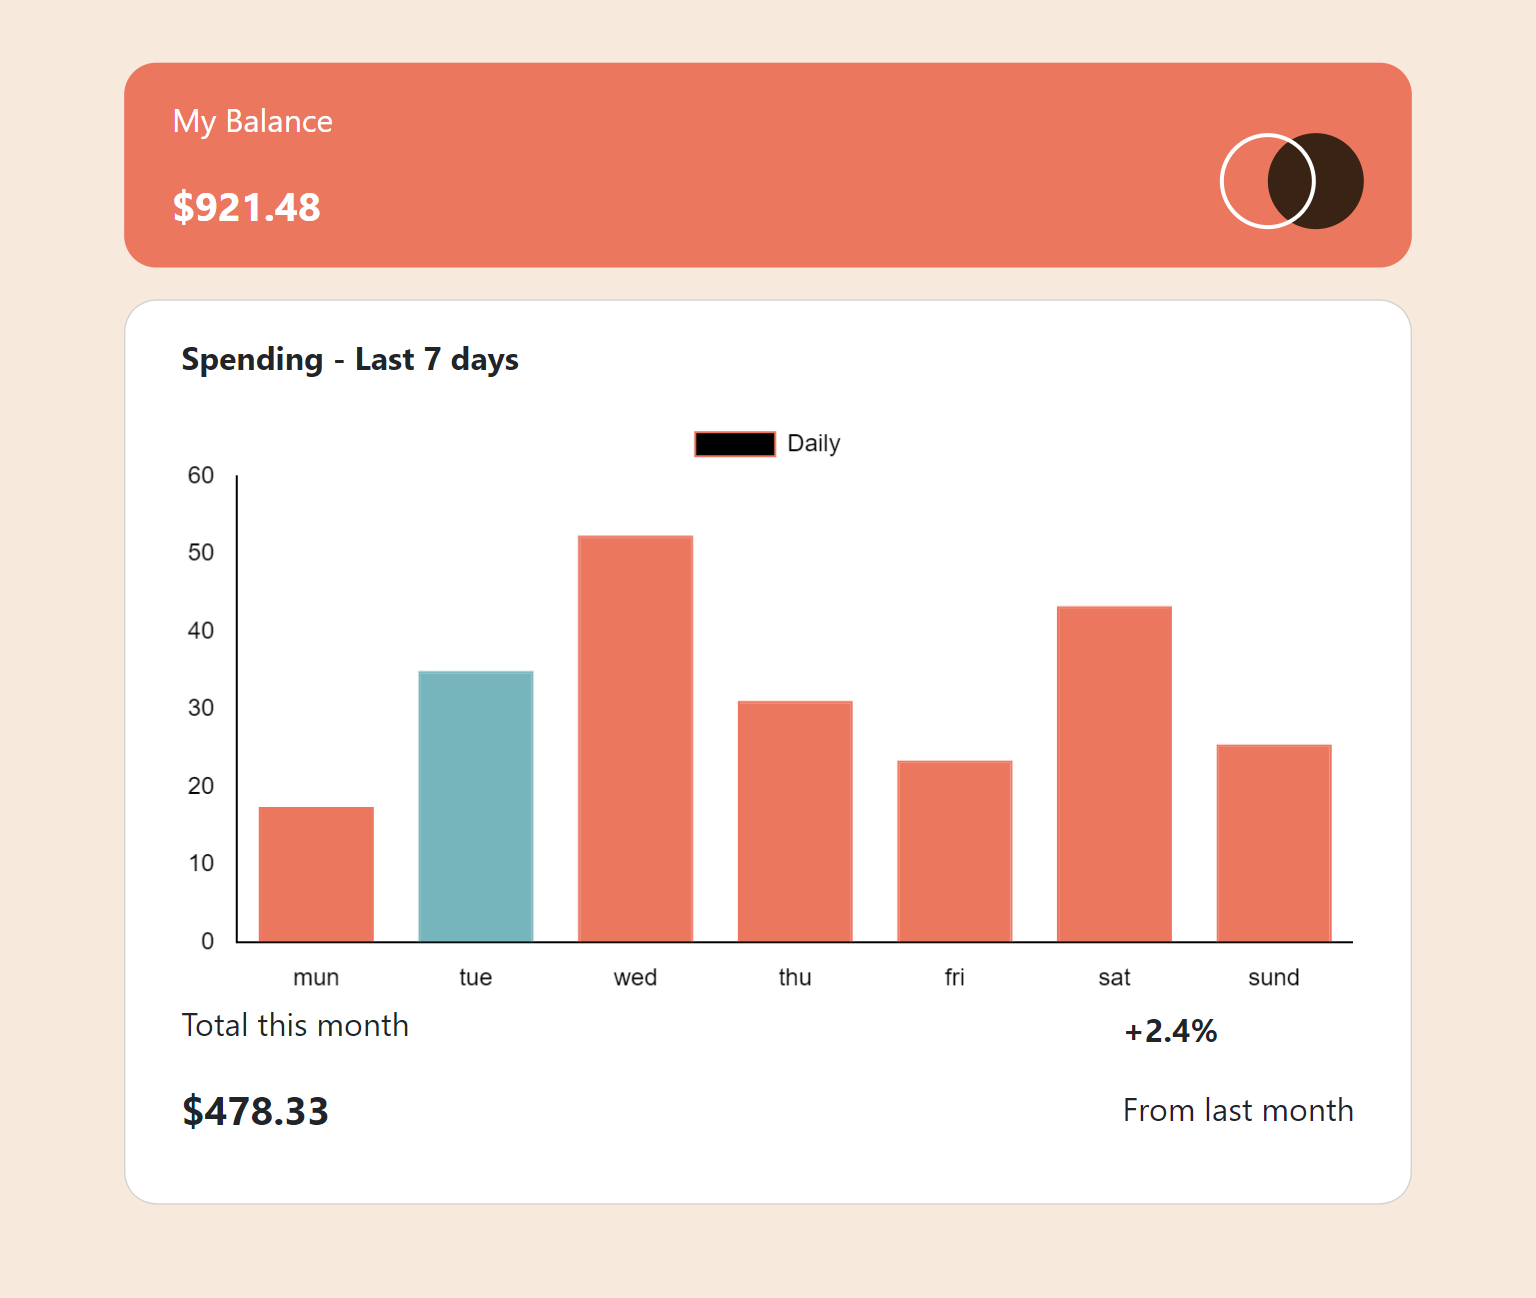 My Balance
$921.48
Spending - Last 7 days
Daily
60
50
40
30
20
10
0
mun tue wed thu fri sat sund
Total this month
+2.4%
$478.33
From last month